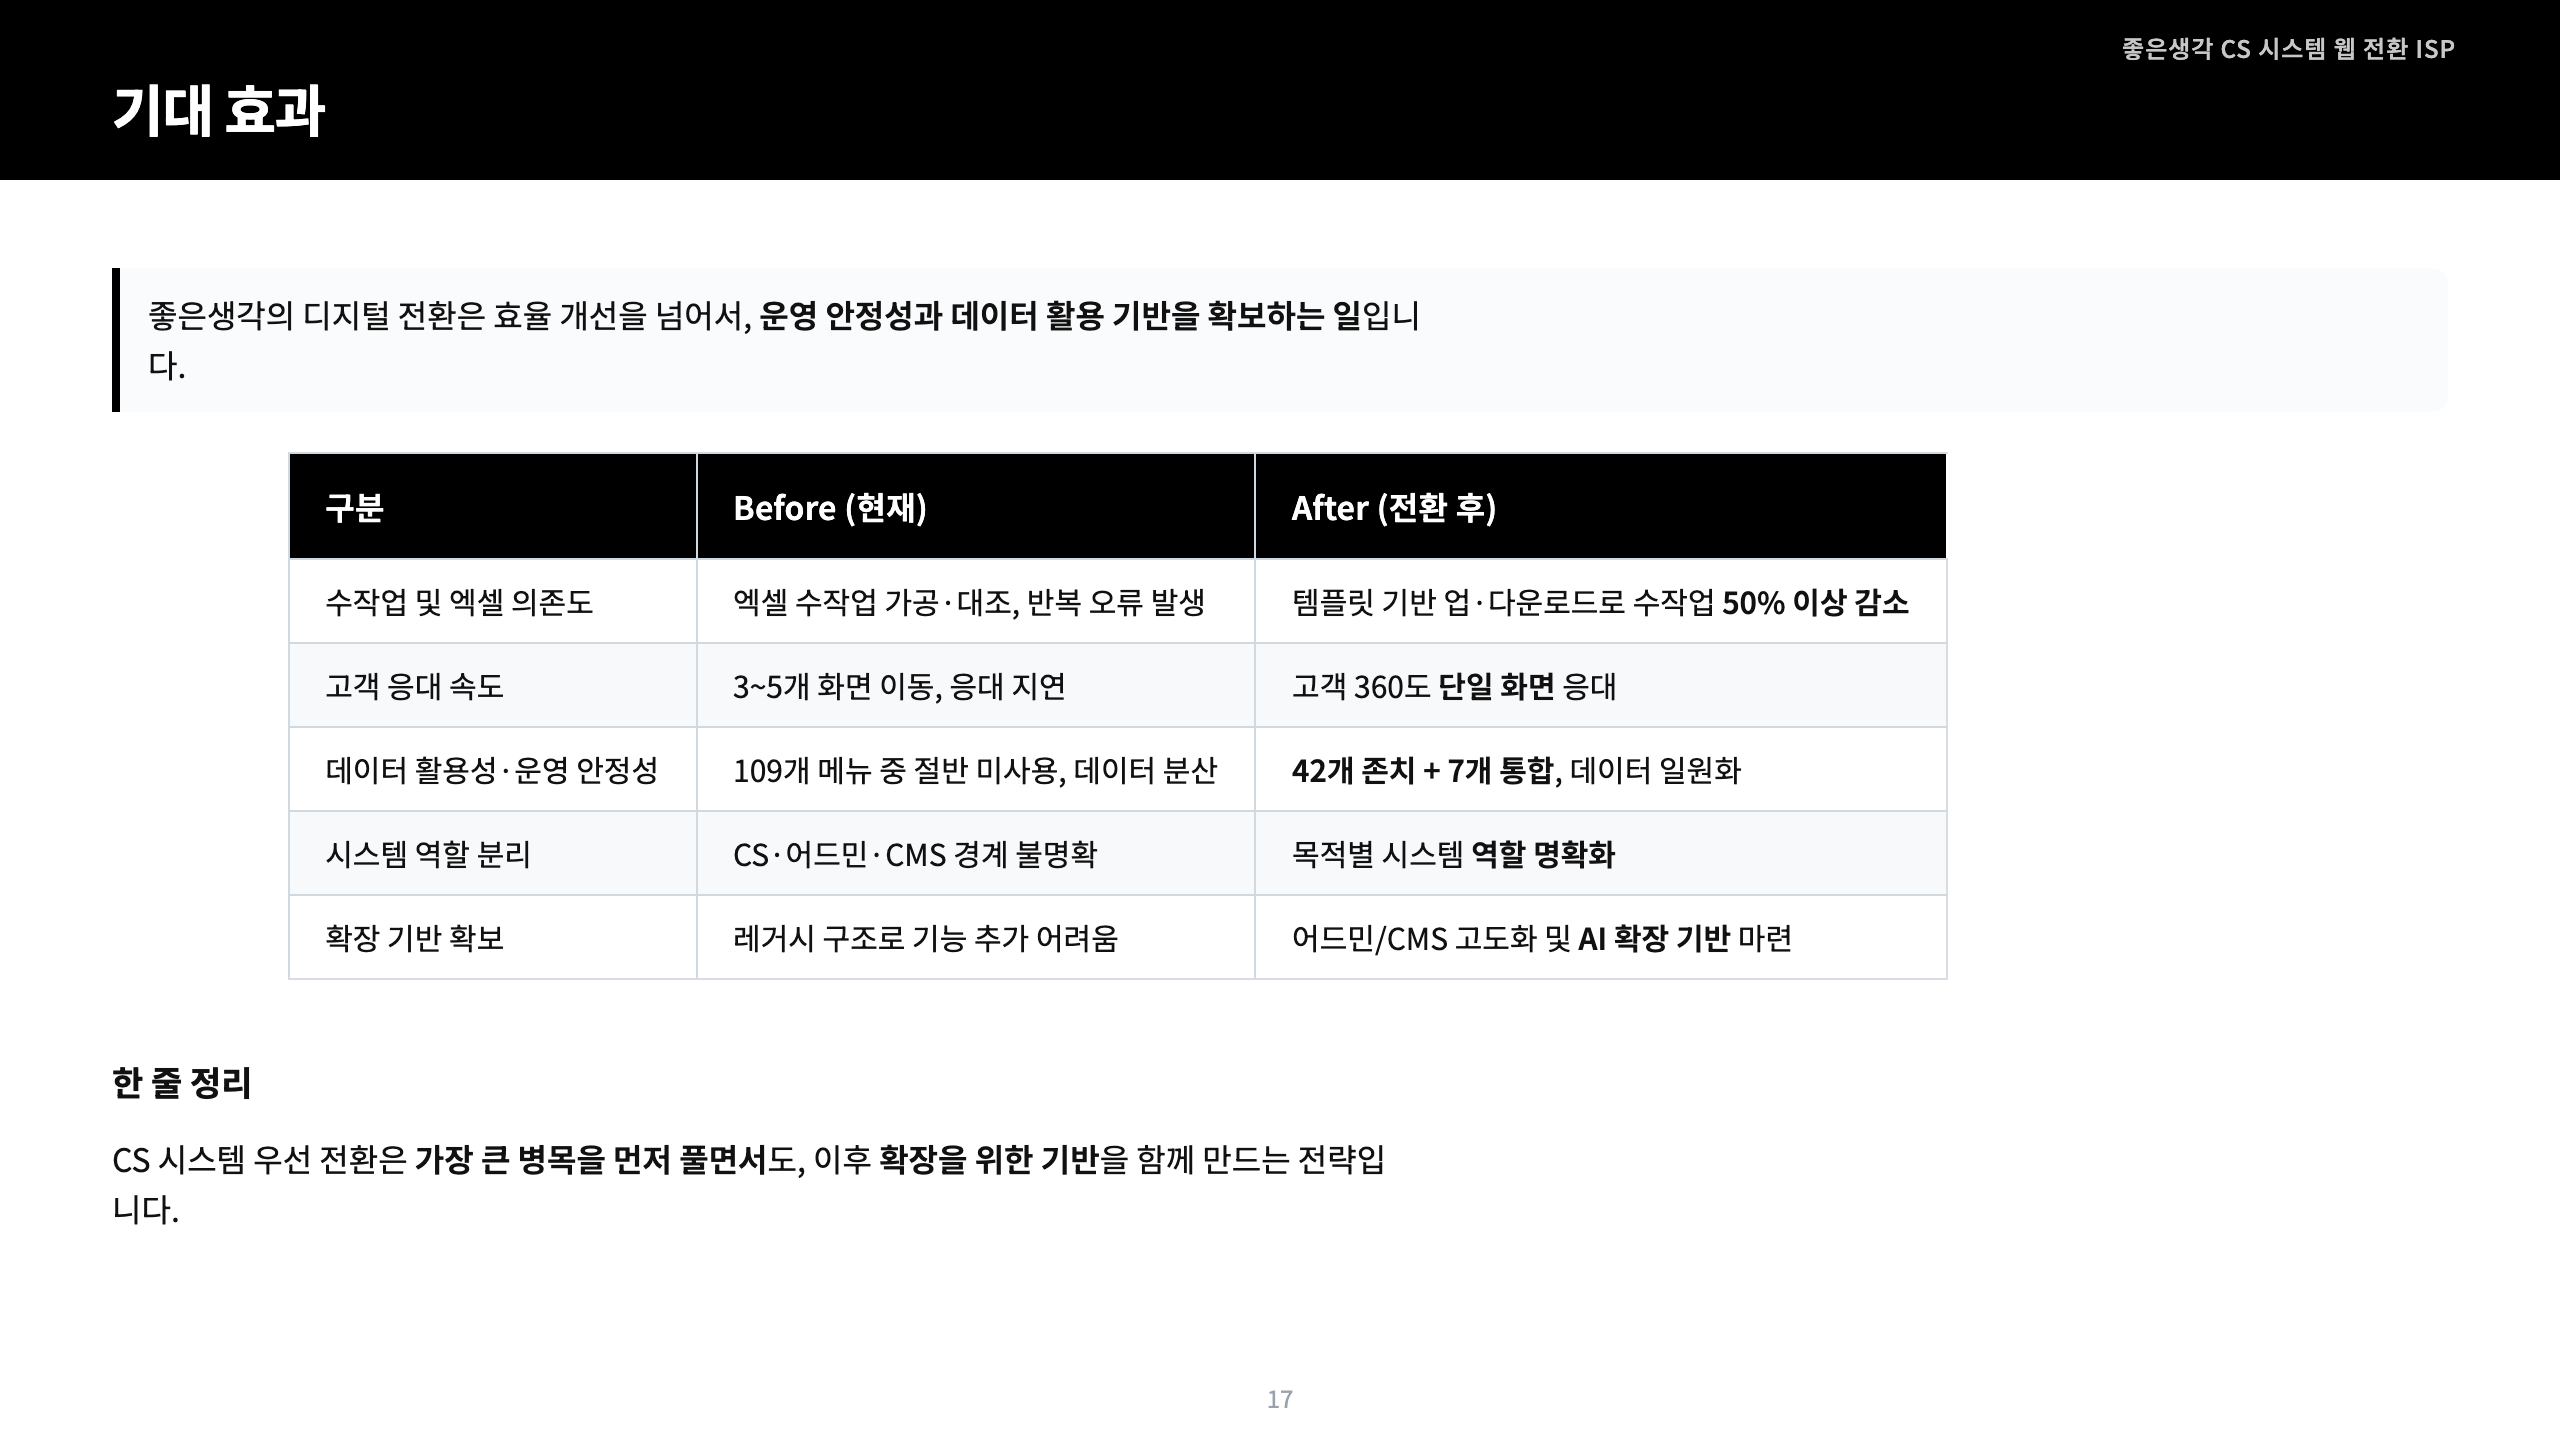 좋은생각 CS 시스템 웹 전환 ISP
기대 효과
좋은생각의 디지털 전환은 효율 개선을 넘어서, 운영 안정성과 데이터 활용 기반을 확보하는 일입니
다.
구분 Before (현재) After (전환 후)
수작업 및 엑셀 의존도 엑셀 수작업 가공·대조, 반복 오류 발생 템플릿 기반 업·다운로드로 수작업 50% 이상 감소
고객 응대 속도 3~5개 화면 이동, 응대 지연 고객 360도 단일 화면 응대
데이터 활용성·운영 안정성 109개 메뉴 중 절반 미사용, 데이터 분산 42개 존치 + 7개 통합, 데이터 일원화
시스템 역할 분리 CS·어드민·CMS 경계 불명확 목적별 시스템 역할 명확화
확장 기반 확보 레거시 구조로 기능 추가 어려움 어드민/CMS 고도화 및 AI 확장 기반 마련
한 줄 정리
CS 시스템 우선 전환은 가장 큰 병목을 먼저 풀면서도, 이후 확장을 위한 기반을 함께 만드는 전략입
니다.
17